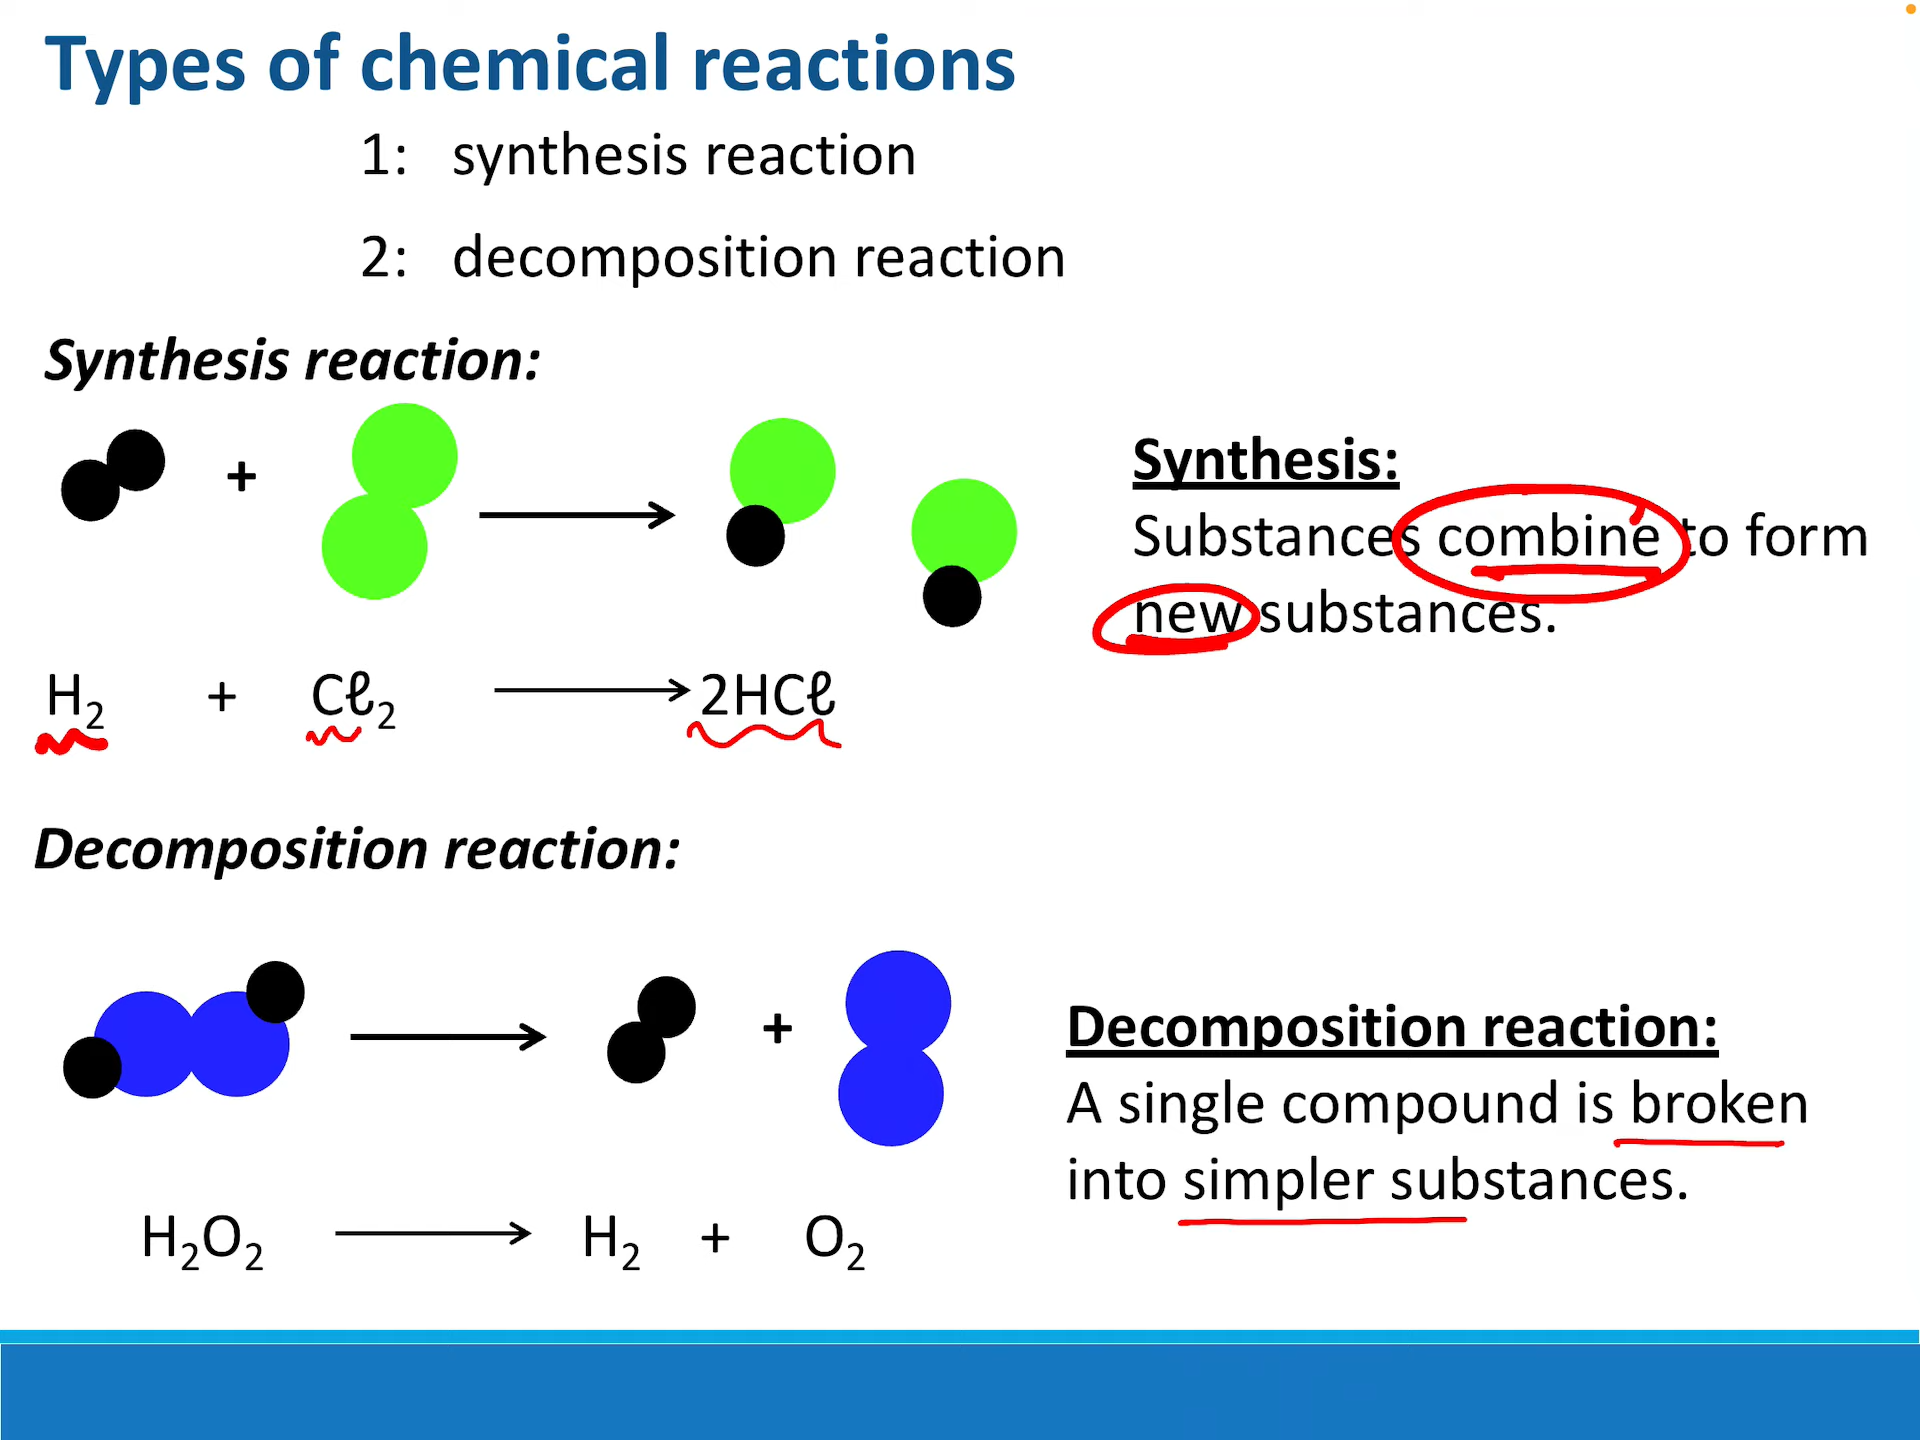 Types of chemical reactions
1: synthesis reaction
2: decomposition reaction
Synthesis reaction:
+
Synthesis:
Substances combine to form
new substances.
H₂ + Cℓ₂ ⟶ 2HCℓ
Decomposition reaction:
+
Decomposition reaction:
A single compound is broken
into simpler substances.
H₂O₂ ⟶ H₂ + O₂